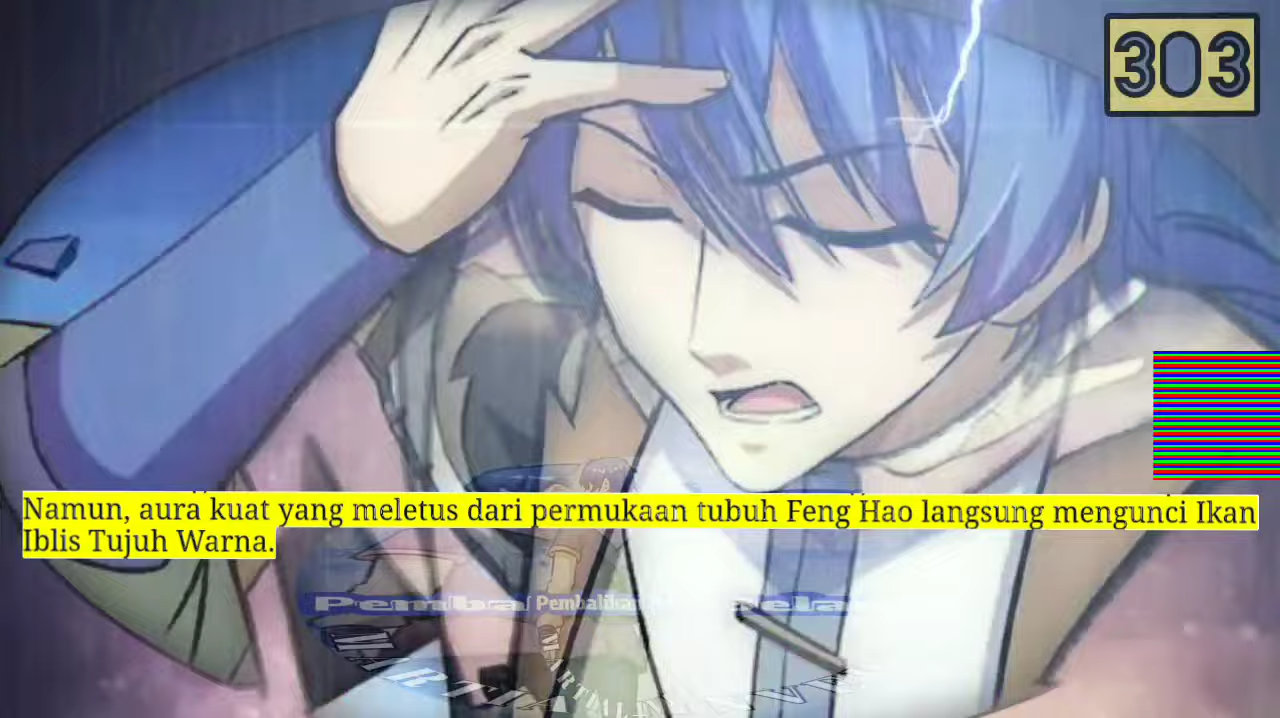 303
Namun, aura kuat yang meletus dari permukaan tubuh Feng Hao langsung mengunci Ikan
Iblis Tujuh Warna.